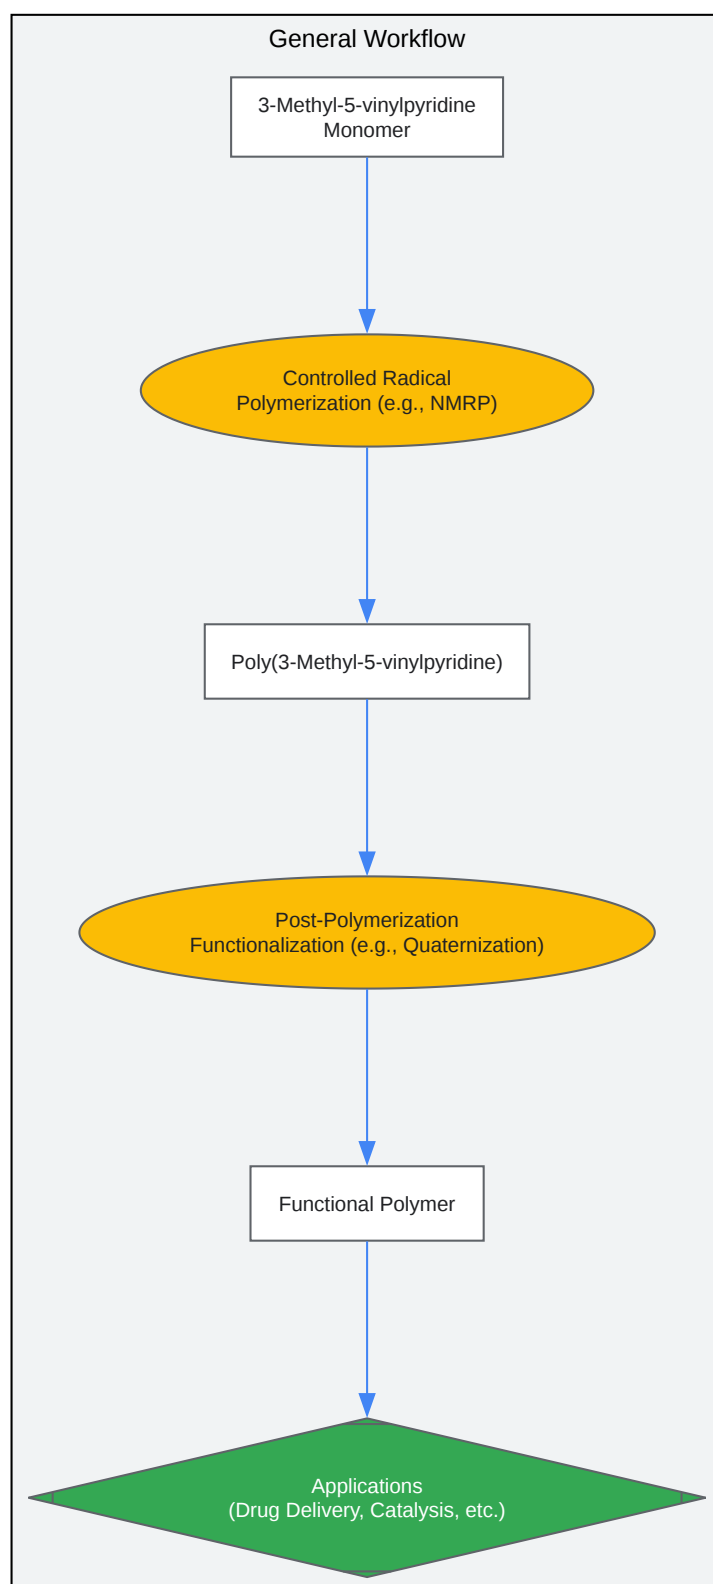 General Workflow
3-Methyl-5-vinylpyridine
Monomer
Controlled Radical
Polymerization (e.g., NMRP)
Poly(3-Methyl-5-vinylpyridine)
Post-Polymerization
Functionalization (e.g., Quaternization)
Functional Polymer
Applications
(Drug Delivery, Catalysis, etc.)